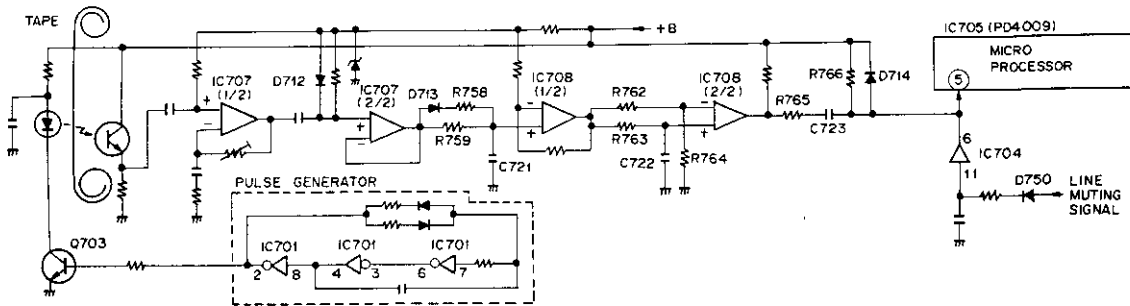 TAPE
+B
IC705 (PD4009)
MICRO
PROCESSOR
5
IC707
(1/2)
+
-
D712
IC707
(2/2)
+
-
D713
R758
R759
C721
IC708
(1/2)
-
+
R762
R763
C722
R764
IC708
(2/2)
-
+
R766
D714
R765
C723
6
IC704
11
D750
LINE
MUTING
SIGNAL
PULSE GENERATOR
Q703
IC701
2
8
IC701
4
3
IC701
6
7